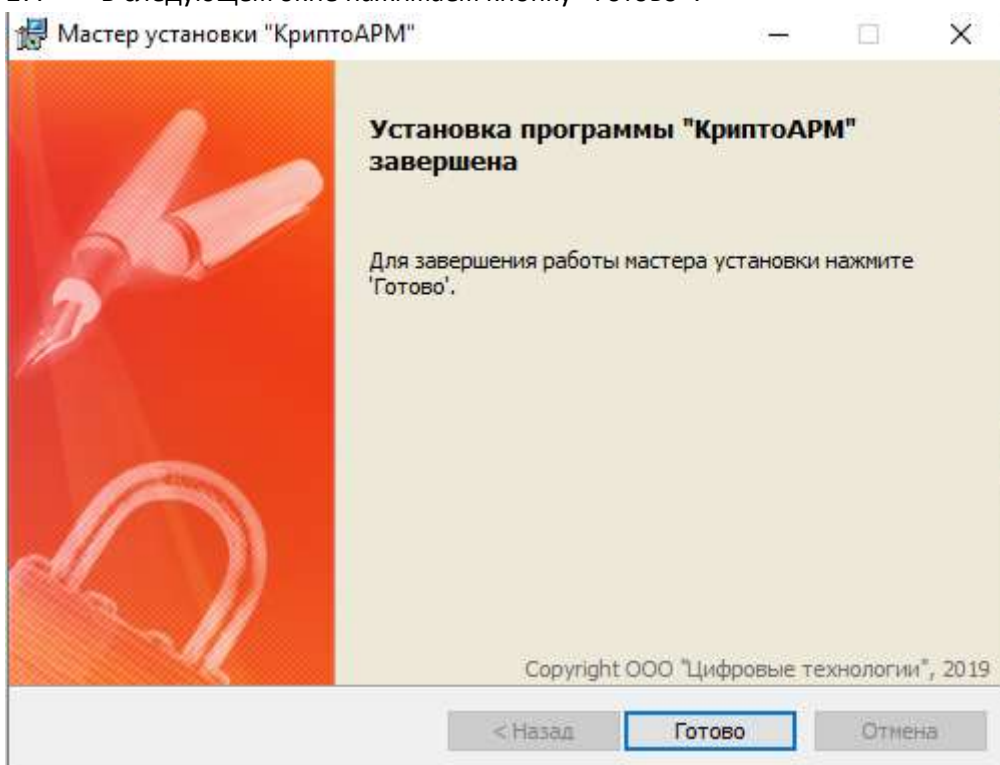 Мастер установки "КриптоАРМ"
Установка программы "КриптоАРМ"
завершена
Для завершения работы мастера установки нажмите
'Готово'.
Copyright ООО "Цифровые технологии", 2019
< Назад
Готово
Отмена